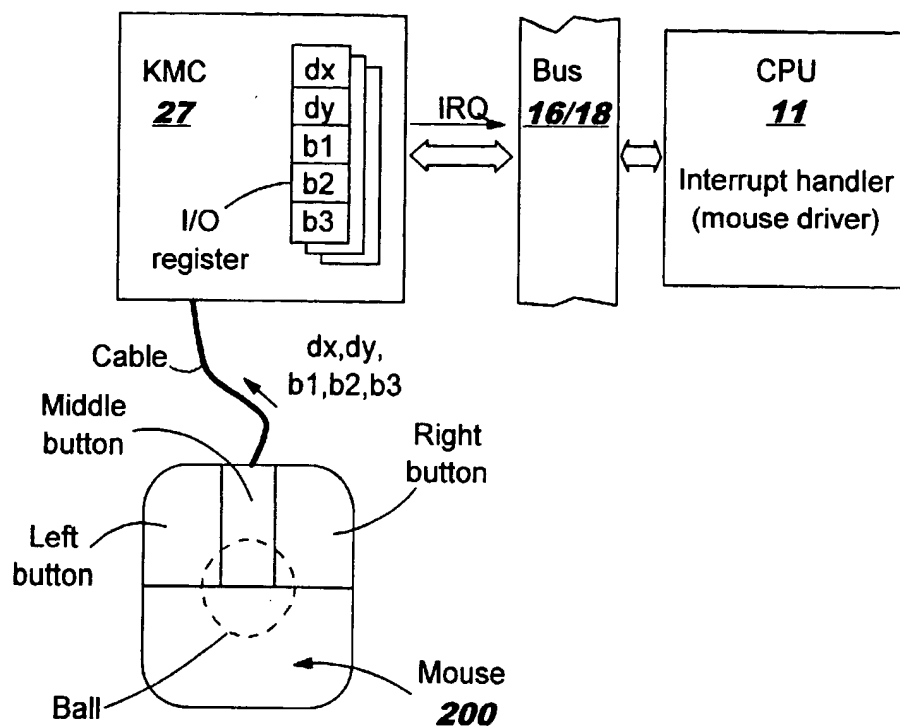 KMC
27
dx
dy
b1
b2
b3
I/O
register
IRQ
Bus
16/18
CPU
11
Interrupt handler
(mouse driver)
Cable
dx,dy,
b1,b2,b3
Middle
button
Right
button
Left
button
Ball
Mouse
200